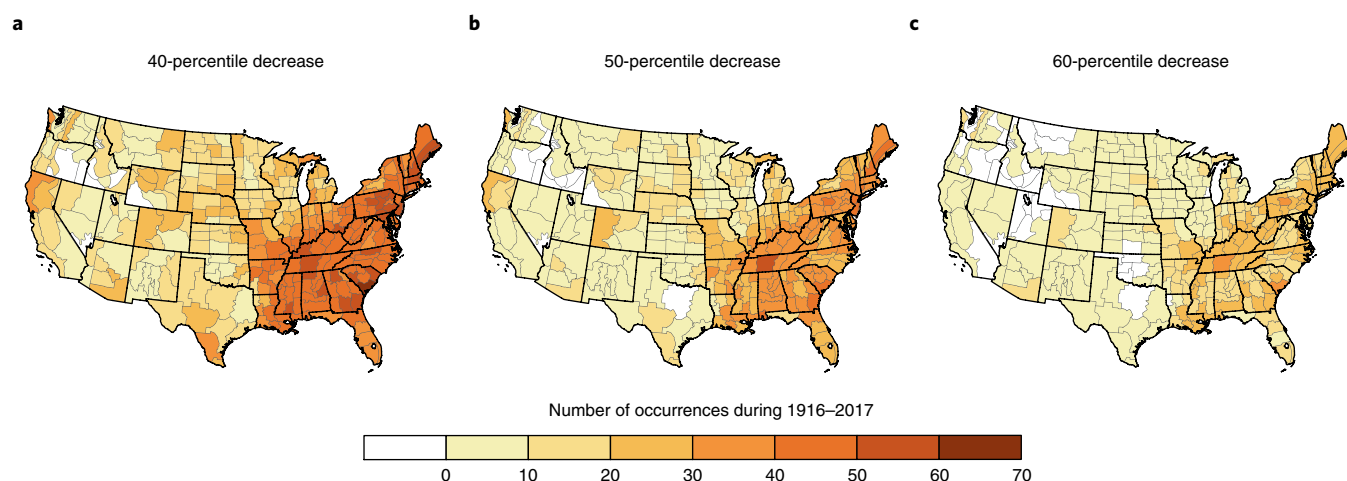 a
b
c
40-percentile decrease
50-percentile decrease
60-percentile decrease
Number of occurrences during 1916–2017
0 10 20 30 40 50 60 70